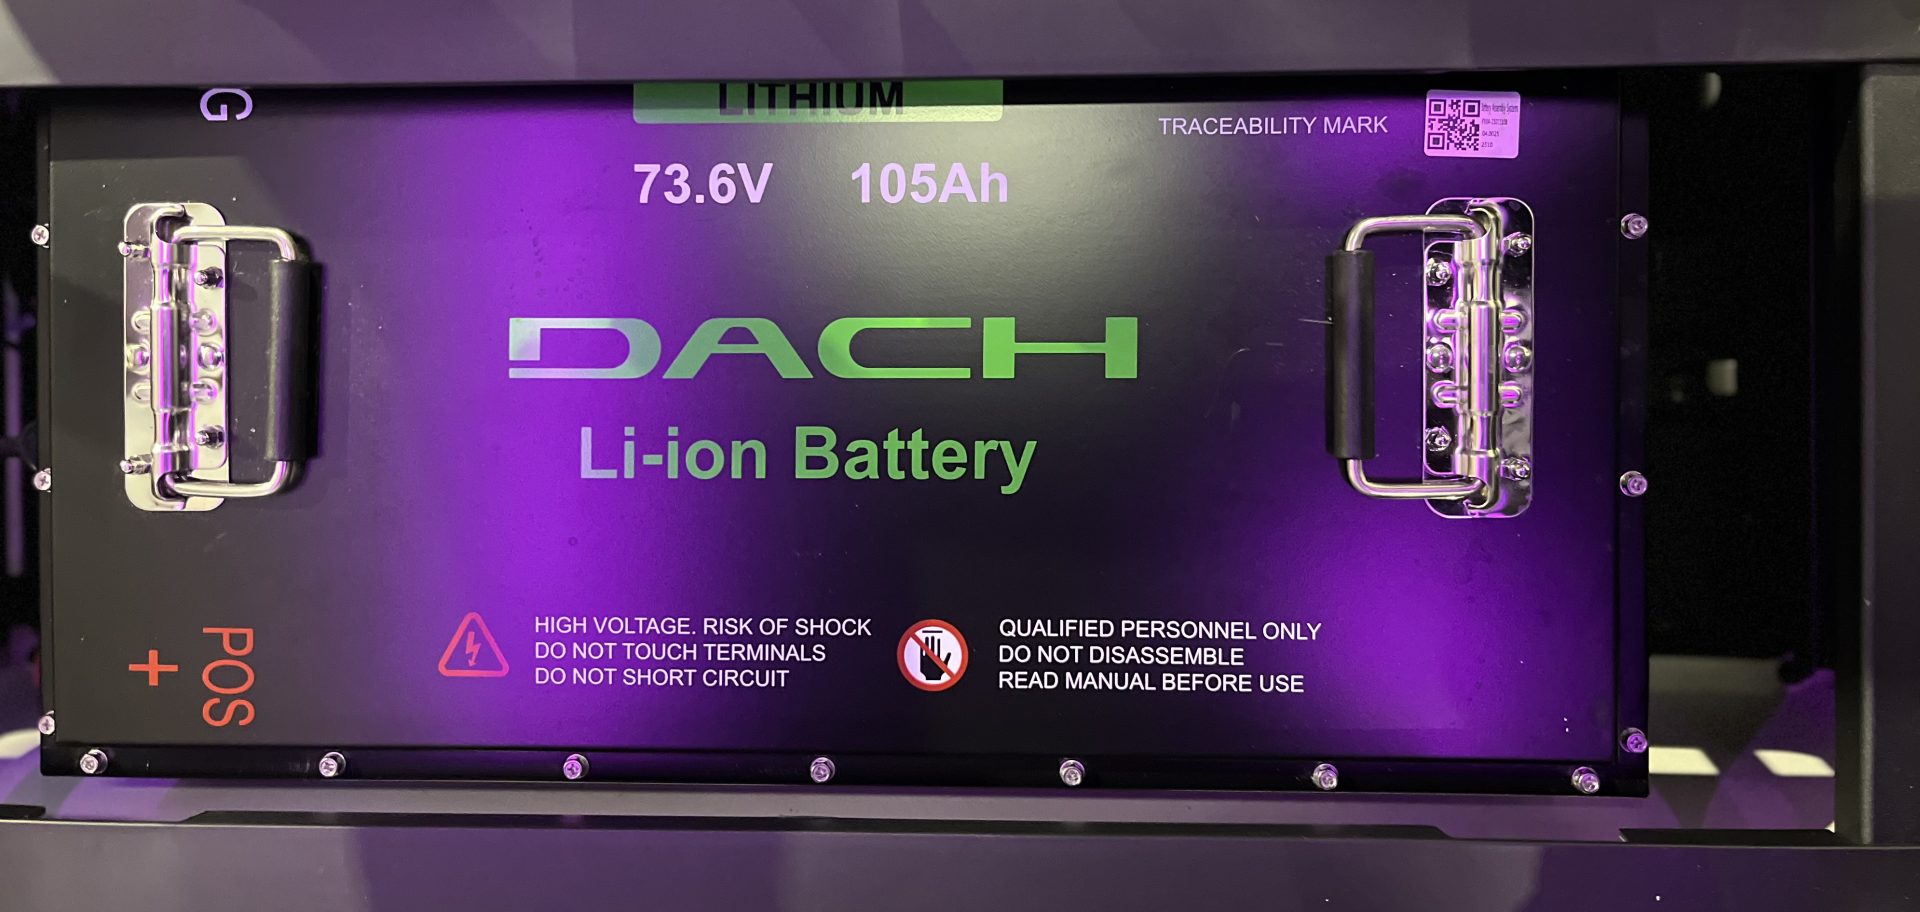 LITHIUM
TRACEABILITY MARK
73.6V 105Ah
DACH
Li-ion Battery
POS
+
HIGH VOLTAGE. RISK OF SHOCK
DO NOT TOUCH TERMINALS
DO NOT SHORT CIRCUIT
QUALIFIED PERSONNEL ONLY
DO NOT DISASSEMBLE
READ MANUAL BEFORE USE